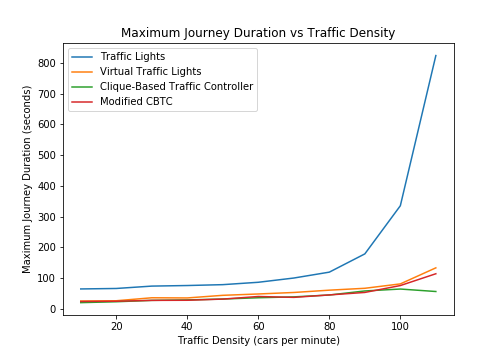 Maximum Journey Duration vs Traffic Density
Traffic Lights
Virtual Traffic Lights
Clique-Based Traffic Controller
Modified CBTC
Maximum Journey Duration (seconds)
800
700
600
500
400
300
200
100
0
20 40 60 80 100
Traffic Density (cars per minute)